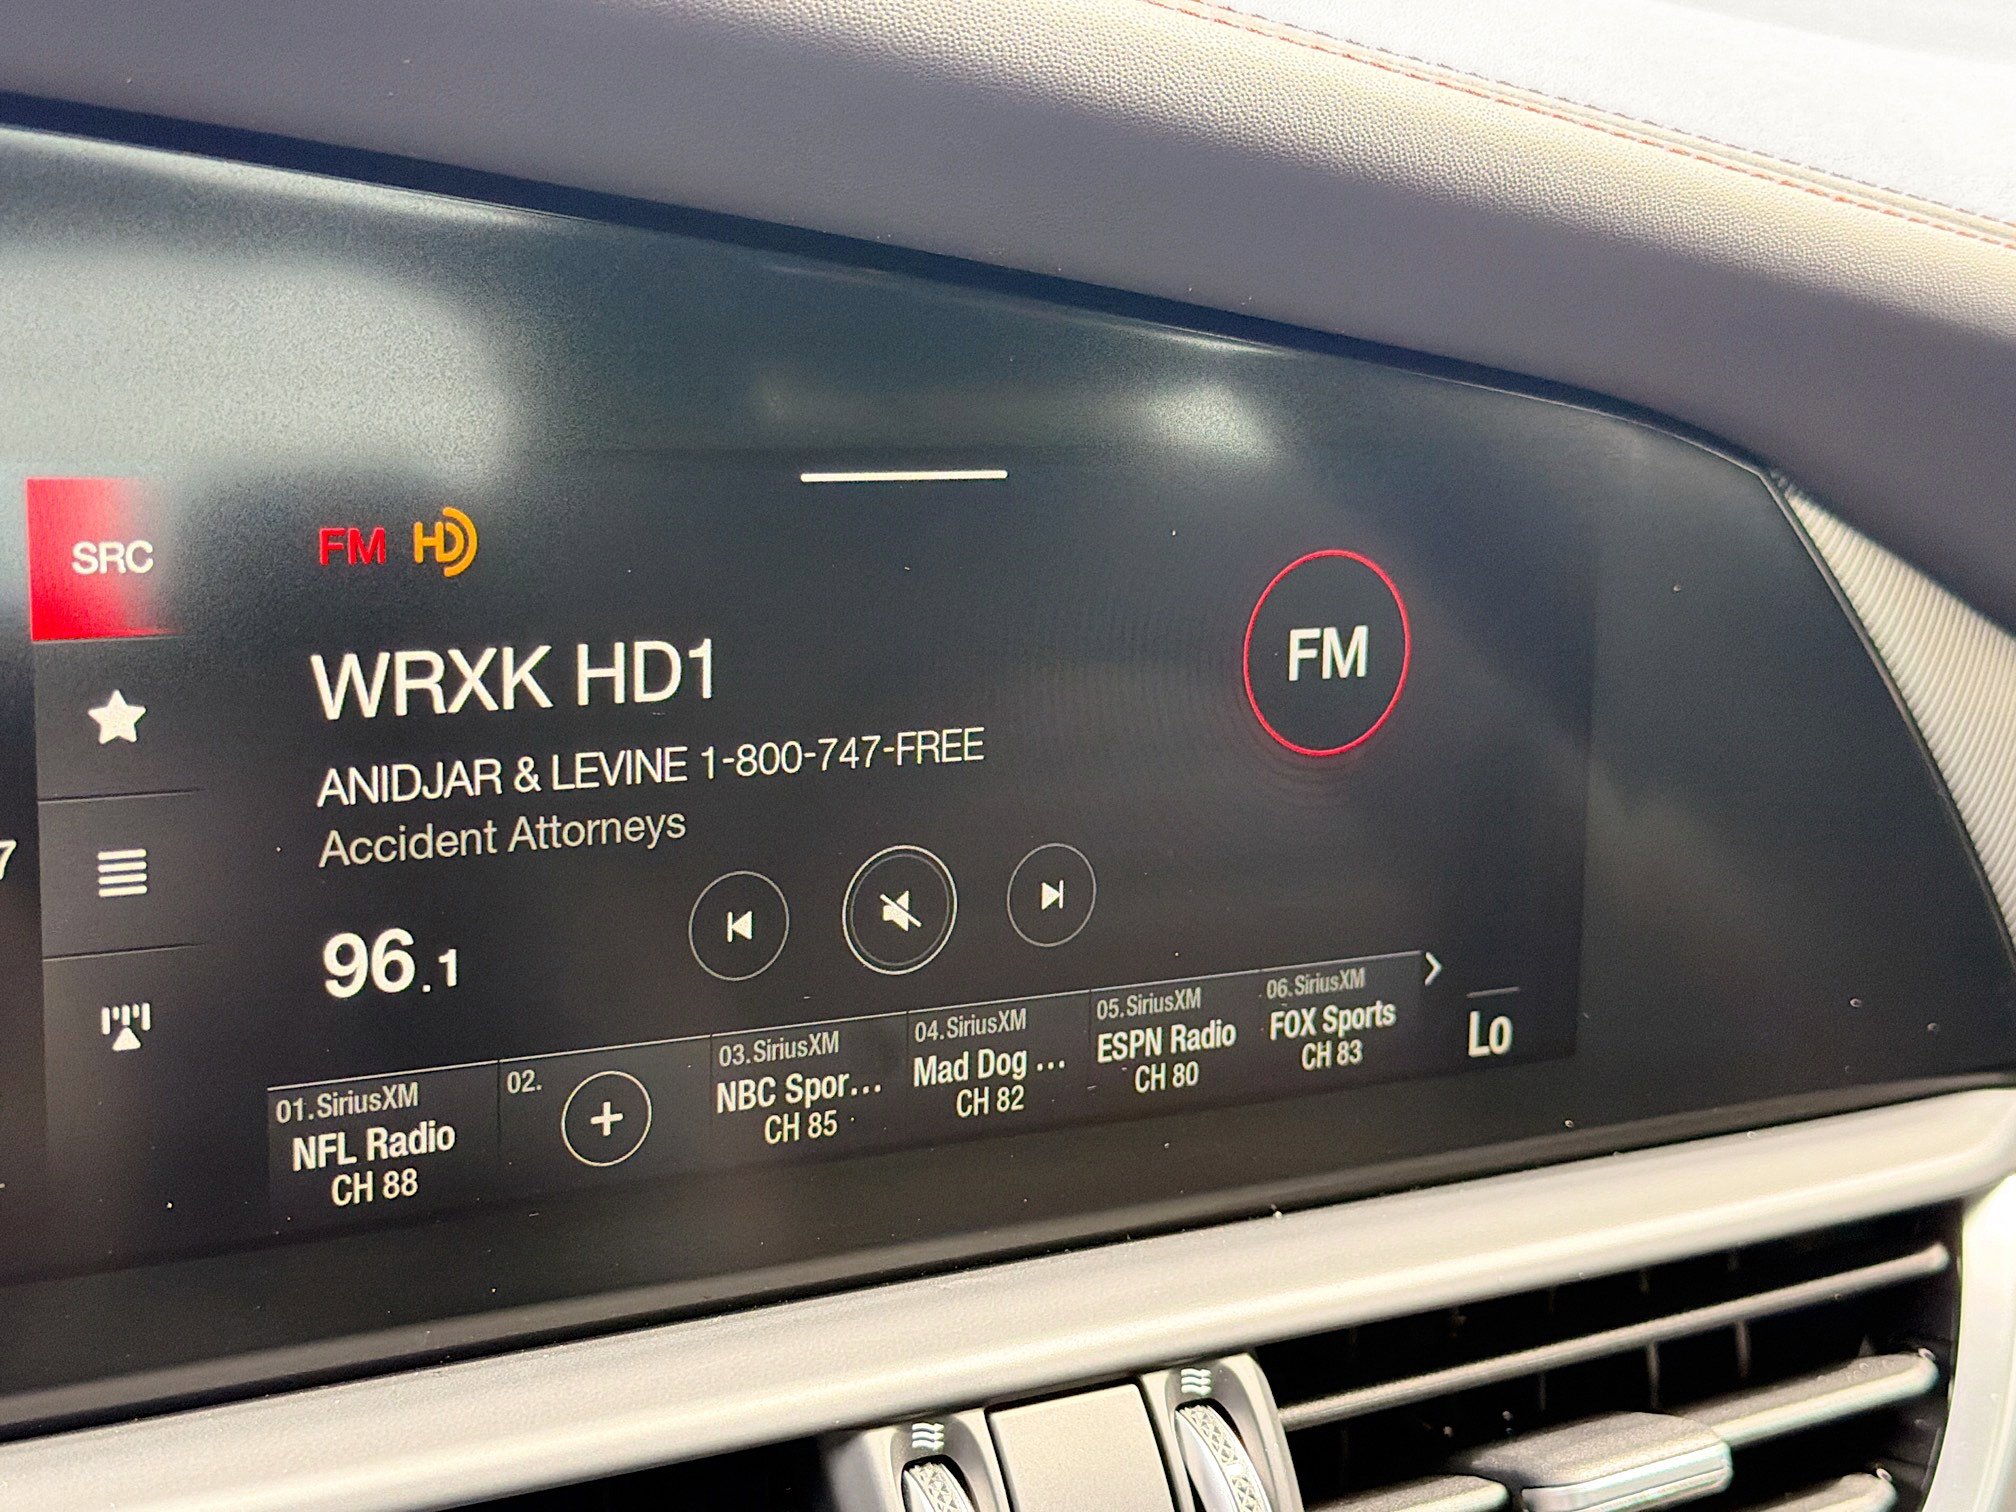 SRC
FM HD
WRXK HD1
ANIDJAR & LEVINE 1-800-747-FREE
Accident Attorneys
96.1
FM
7
01.SiriusXM
NFL Radio
CH 88
02.
03.SiriusXM
NBC Spor...
CH 85
04.SiriusXM
Mad Dog ...
CH 82
05.SiriusXM
ESPN Radio
CH 80
06.SiriusXM
FOX Sports
CH 83
Lo